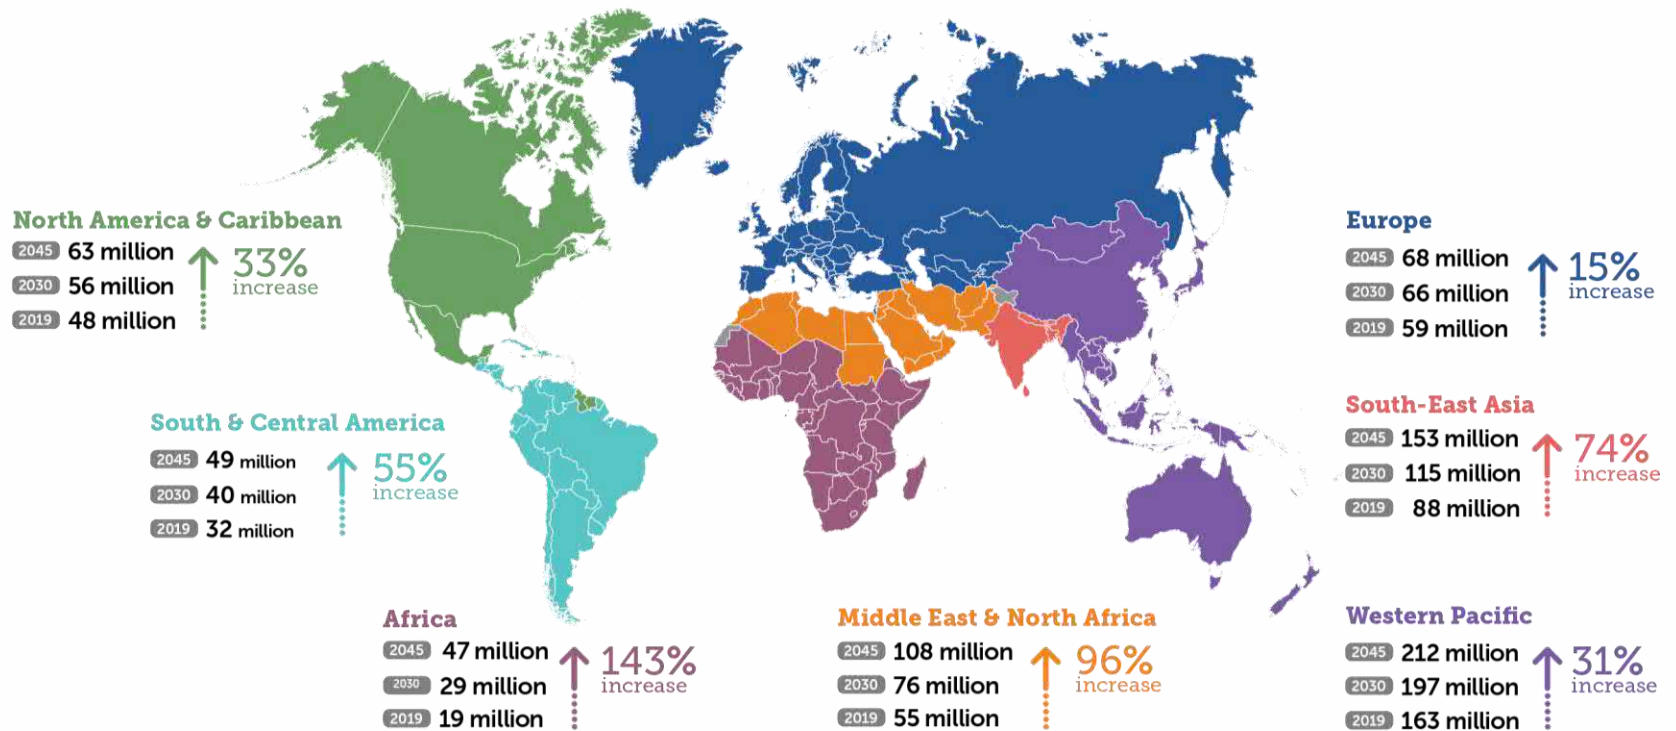 North America & Caribbean
2045 63 million
2030 56 million
2019 48 million
33%
increase
South & Central America
2045 49 million
2030 40 million
2019 32 million
55%
increase
Africa
2045 47 million
2030 29 million
2019 19 million
143%
increase
Middle East & North Africa
2045 108 million
2030 76 million
2019 55 million
96%
increase
Europe
2045 68 million
2030 66 million
2019 59 million
15%
increase
South-East Asia
2045 153 million
2030 115 million
2019 88 million
74%
increase
Western Pacific
2045 212 million
2030 197 million
2019 163 million
31%
increase